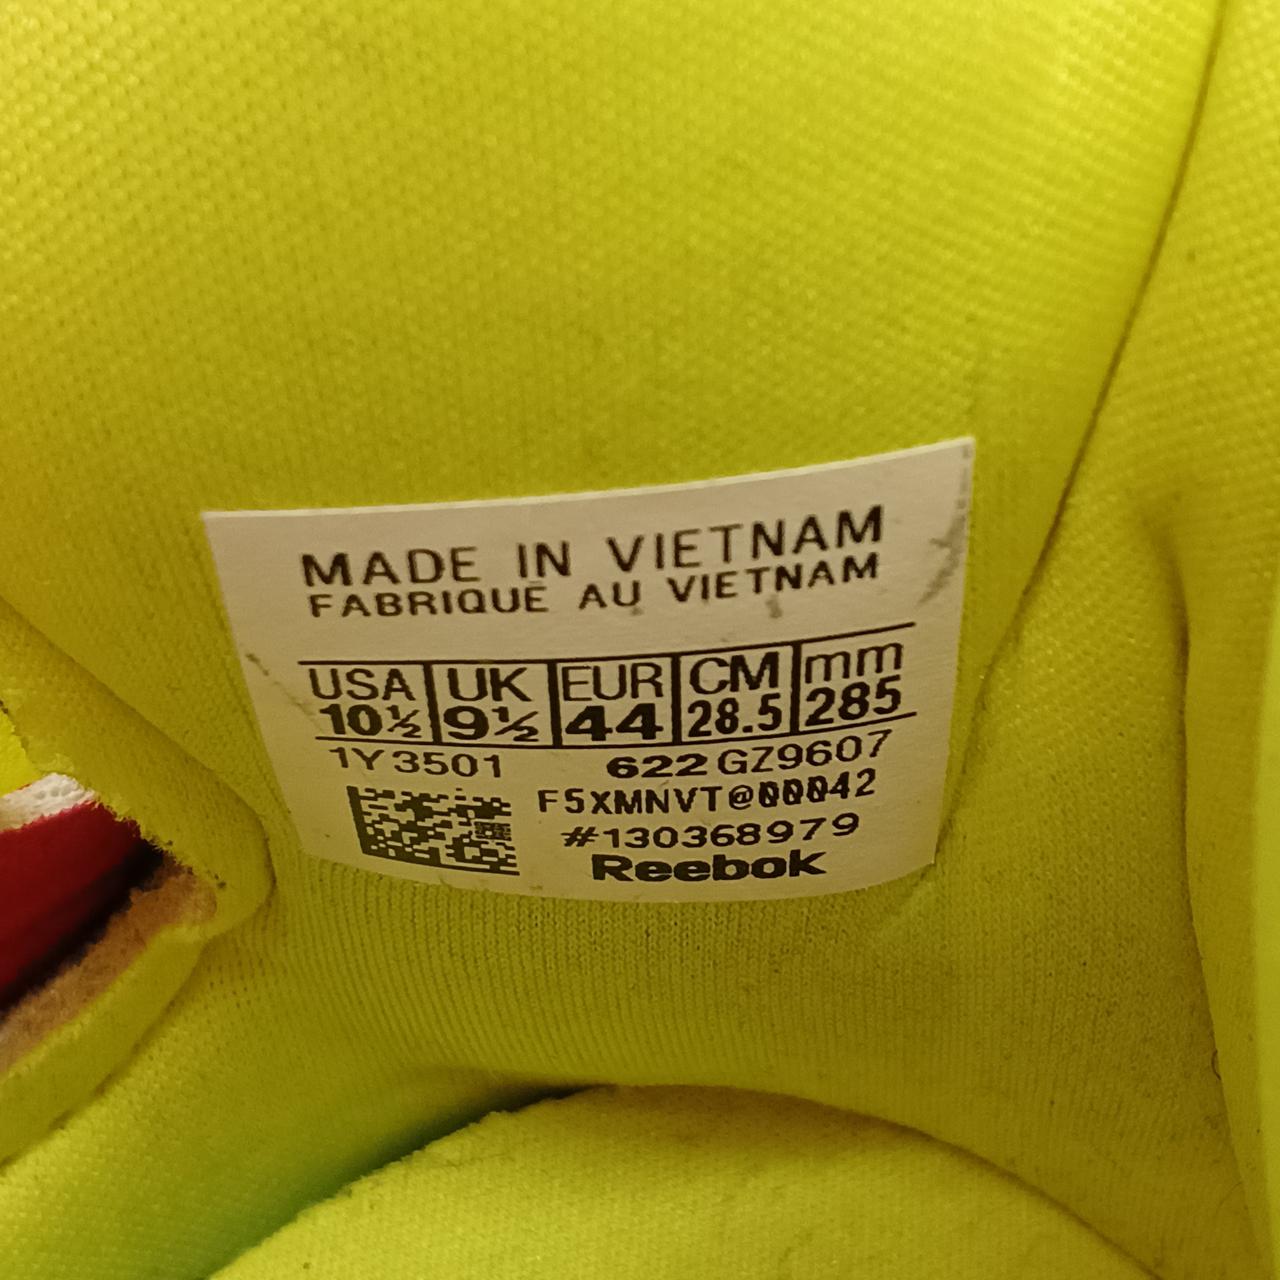 MADE IN VIETNAM
FABRIQUÉ AU VIETNAM
USA UK EUR CM mm
10½ 9½ 44 28.5 285
1Y3501 622 GZ9607
F5XMNVT@00042
#130368979
Reebok